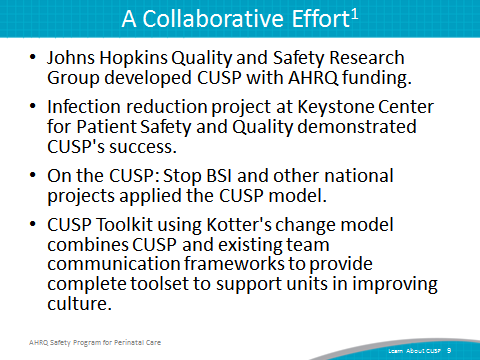 A Collaborative Effort1
• Johns Hopkins Quality and Safety Research
Group developed CUSP with AHRQ funding.
• Infection reduction project at Keystone Center
for Patient Safety and Quality demonstrated
CUSP's success.
• On the CUSP: Stop BSI and other national
projects applied the CUSP model.
• CUSP Toolkit using Kotter's change model
combines CUSP and existing team
communication frameworks to provide
complete toolset to support units in improving
culture.
AHRQ Safety Program for Perinatal Care
Learn About CUSP 9